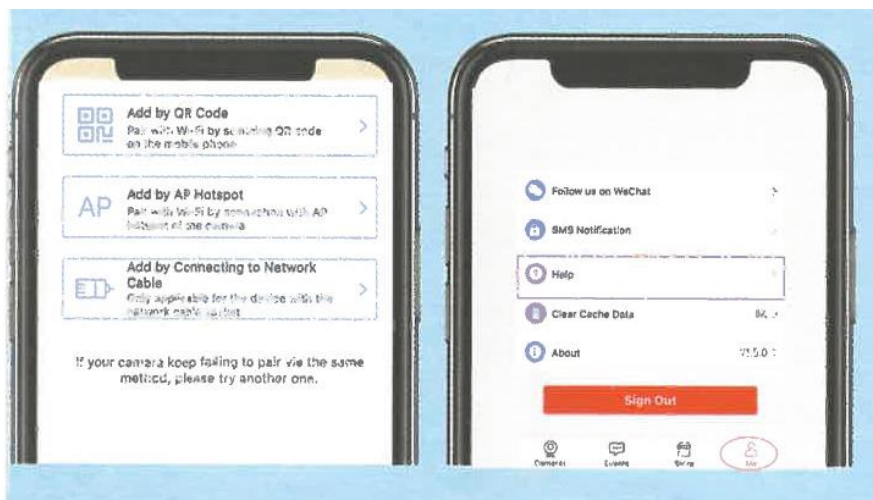 Add by QR Code
Pair with Wi-Fi by scanning QR code
on the mobile phone
AP
Add by AP Hotspot
Pair with Wi-Fi by connection with AP
hotspot of the camera
Add by Connecting to Network
Cable
Only applicable for the device with the
network cable socket
If your camera keep failing to pair via the same
method, please try another one.
Follow us on WeChat
SMS Notification
Help
Clear Cache Data
About
Sign Out
Cameras
Events
Me